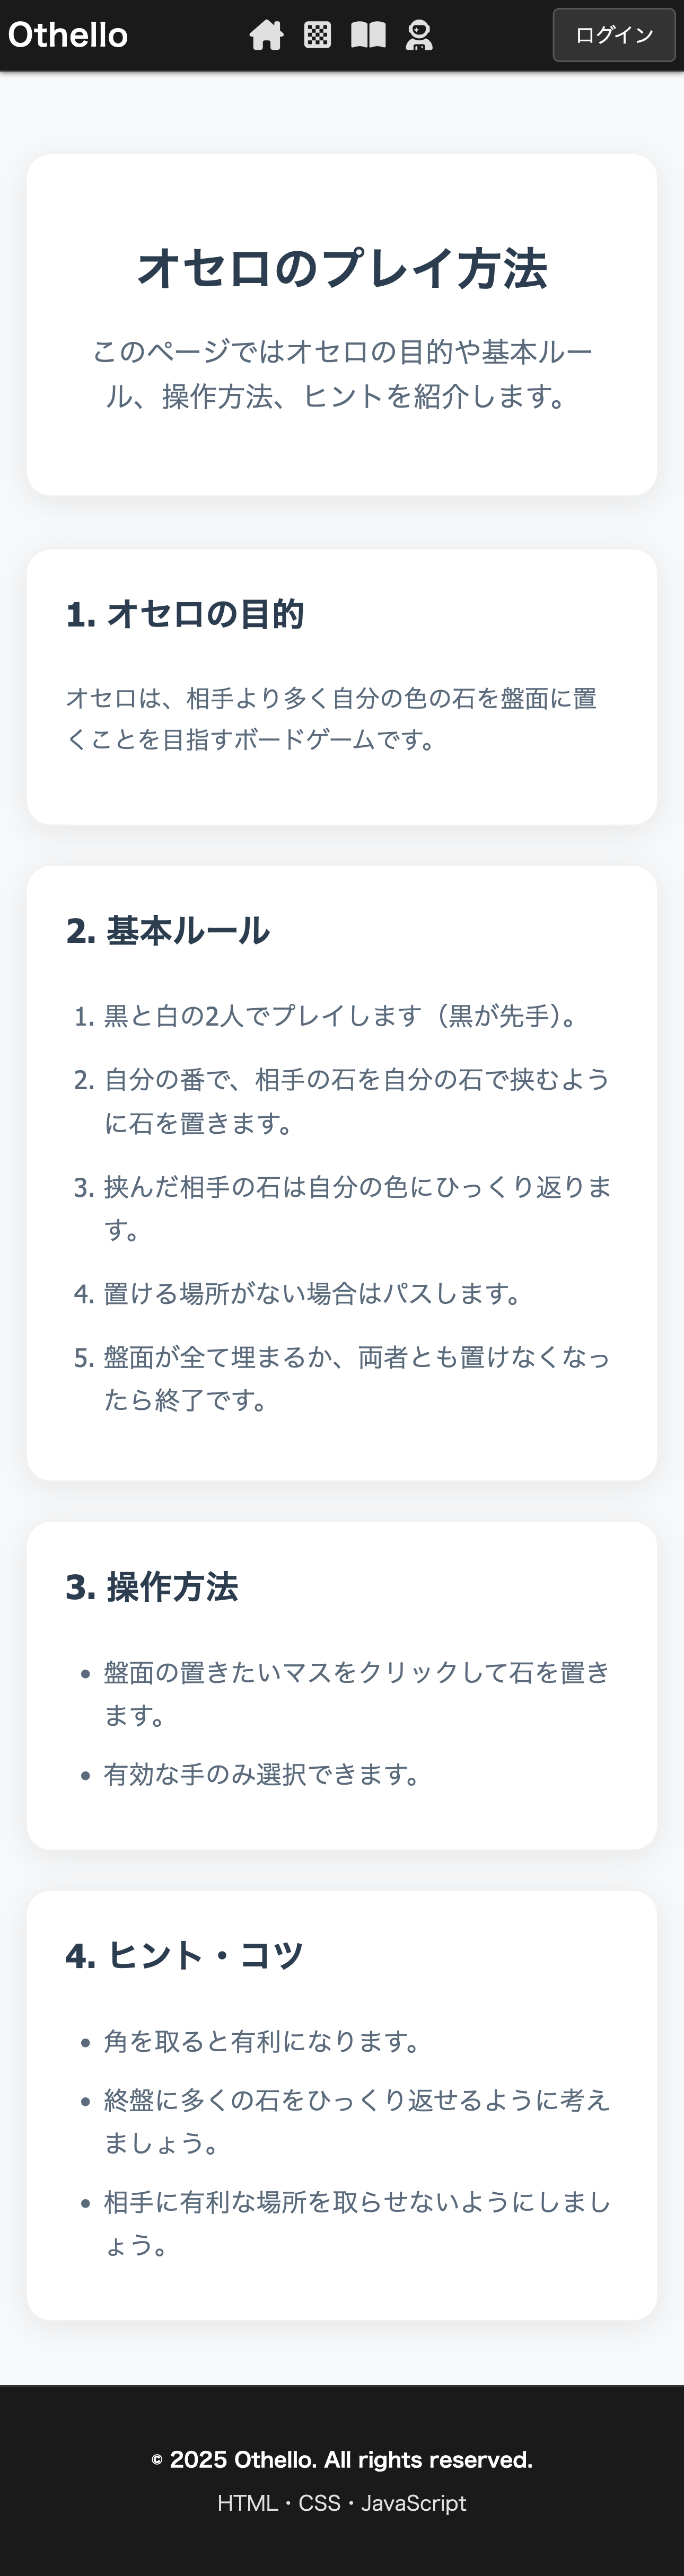 Othello
ログイン
オセロのプレイ方法
このページではオセロの目的や基本ルー
ル、操作方法、ヒントを紹介します。
1. オセロの目的
オセロは、相手より多く自分の色の石を盤面に置
くことを目指すボードゲームです。
2. 基本ルール
1. 黒と白の2人でプレイします（黒が先手）。
2. 自分の番で、相手の石を自分の石で挟むよう
に石を置きます。
3. 挟んだ相手の石は自分の色にひっくり返りま
す。
4. 置ける場所がない場合はパスします。
5. 盤面が全て埋まるか、両者とも置けなくなっ
たら終了です。
3. 操作方法
• 盤面の置きたいマスをクリックして石を置き
ます。
• 有効な手のみ選択できます。
4. ヒント・コツ
• 角を取ると有利になります。
• 終盤に多くの石をひっくり返せるように考え
ましょう。
• 相手に有利な場所を取らせないようにしまし
ょう。
© 2025 Othello. All rights reserved.
HTML・CSS・JavaScript